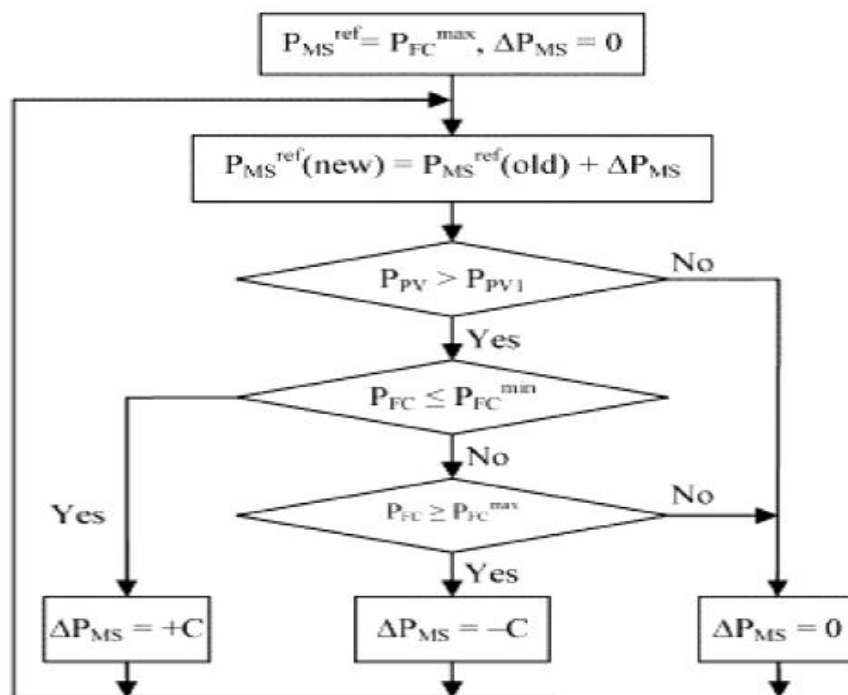 P_MS^ref = P_FC^max, ΔP_MS = 0
P_MS^ref(new) = P_MS^ref(old) + ΔP_MS
P_PV > P_PV1
No
Yes
P_FC ≤ P_FC^min
No
Yes
P_FC ≥ P_FC^max
No
Yes
ΔP_MS = +C
ΔP_MS = –C
ΔP_MS = 0